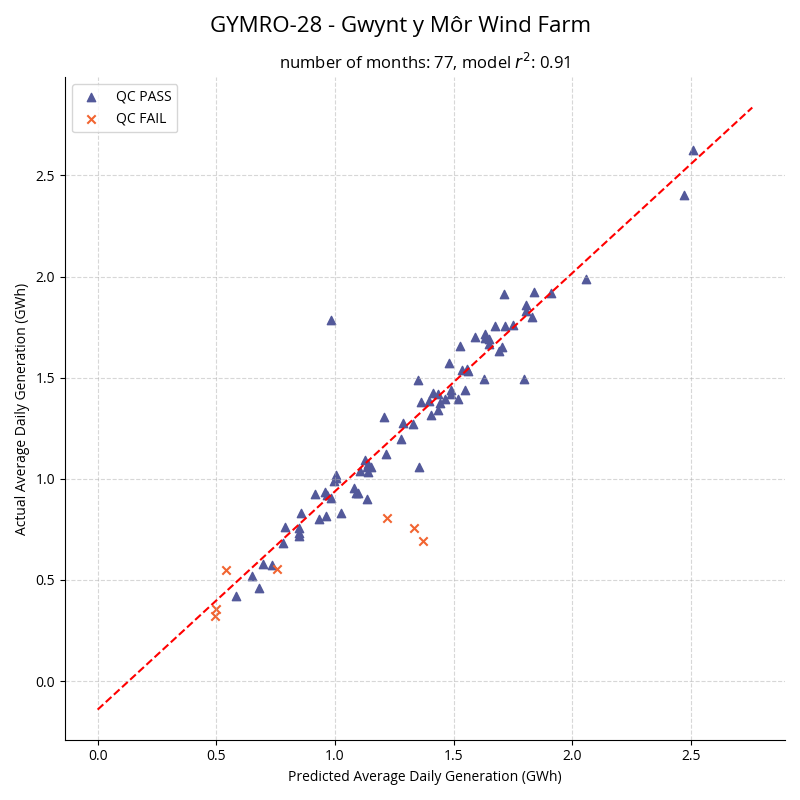 GYMRO-28 - Gwynt y Môr Wind Farm
number of months: 77, model r²: 0.91
QC PASS
QC FAIL
Actual Average Daily Generation (GWh)
2.5
2.0
1.5
1.0
0.5
0.0
0.0 0.5 1.0 1.5 2.0 2.5
Predicted Average Daily Generation (GWh)